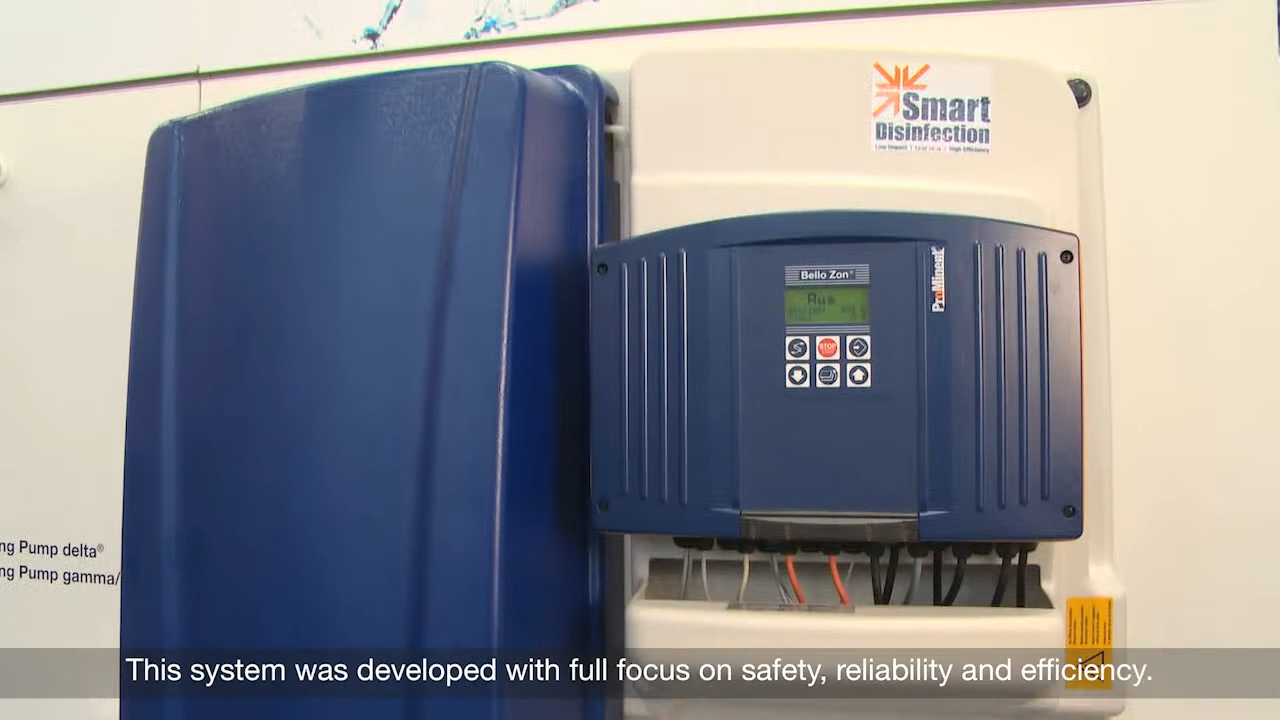 Smart
Disinfection
Bello Zon®
ProMinent®
STOP
ng Pump delta®
ng Pump gamma/
This system was developed with full focus on safety, reliability and efficiency.